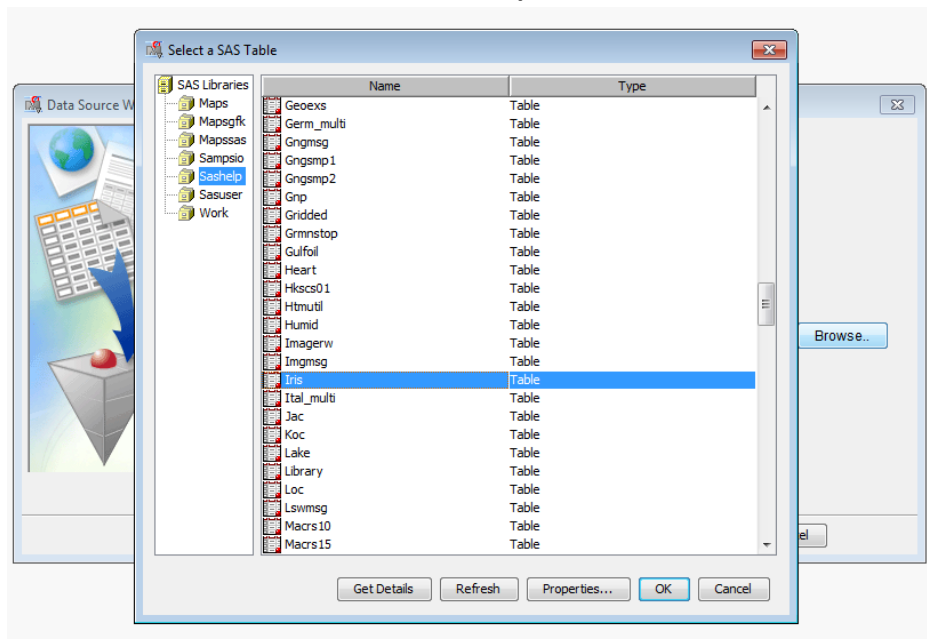 Select a SAS Table
Data Source W
SAS Libraries
Maps
Mapsgfk
Mapssas
Sampsio
Sashelp
Sasuser
Work
Name Type
Geoexs Table
Germ_multi Table
Gngmsg Table
Gngsmp1 Table
Gngsmp2 Table
Gnp Table
Gridded Table
Grmnstop Table
Gulfoil Table
Heart Table
Hkscs01 Table
Htmutil Table
Humid Table
Imagerw Table
Imgmsg Table
Iris Table
Ital_multi Table
Jac Table
Koc Table
Lake Table
Library Table
Loc Table
Lswmsg Table
Macrs10 Table
Macrs15 Table
Browse..
el
Get Details Refresh Properties... OK Cancel